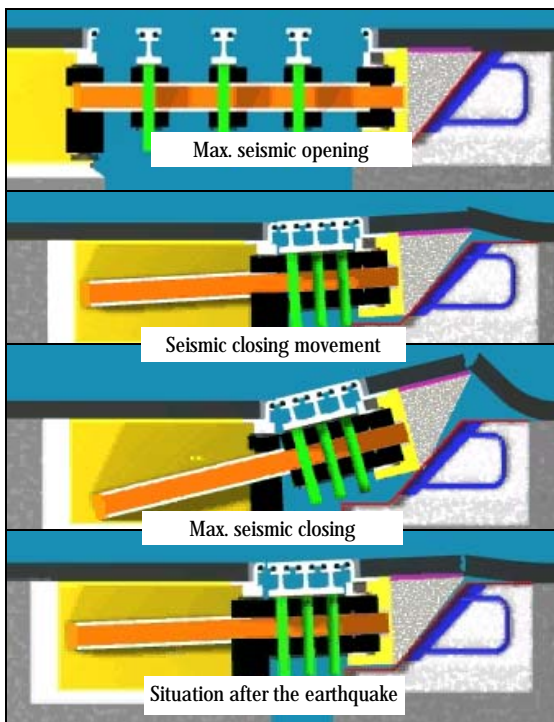 Max. seismic opening
Seismic closing movement
Max. seismic closing
Situation after the earthquake